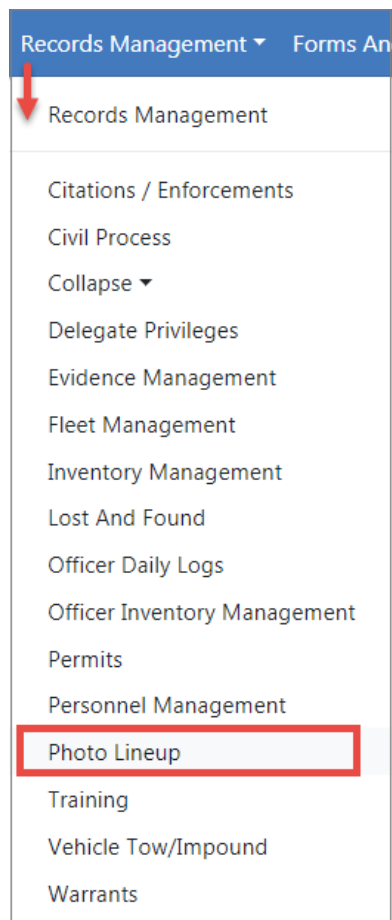 Records Management ▾ Forms An
Records Management
Citations / Enforcements
Civil Process
Collapse ▾
Delegate Privileges
Evidence Management
Fleet Management
Inventory Management
Lost And Found
Officer Daily Logs
Officer Inventory Management
Permits
Personnel Management
Photo Lineup
Training
Vehicle Tow/Impound
Warrants